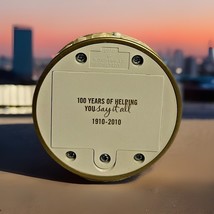 100 YEARS OF HELPING
YOU say it all
1910-2010